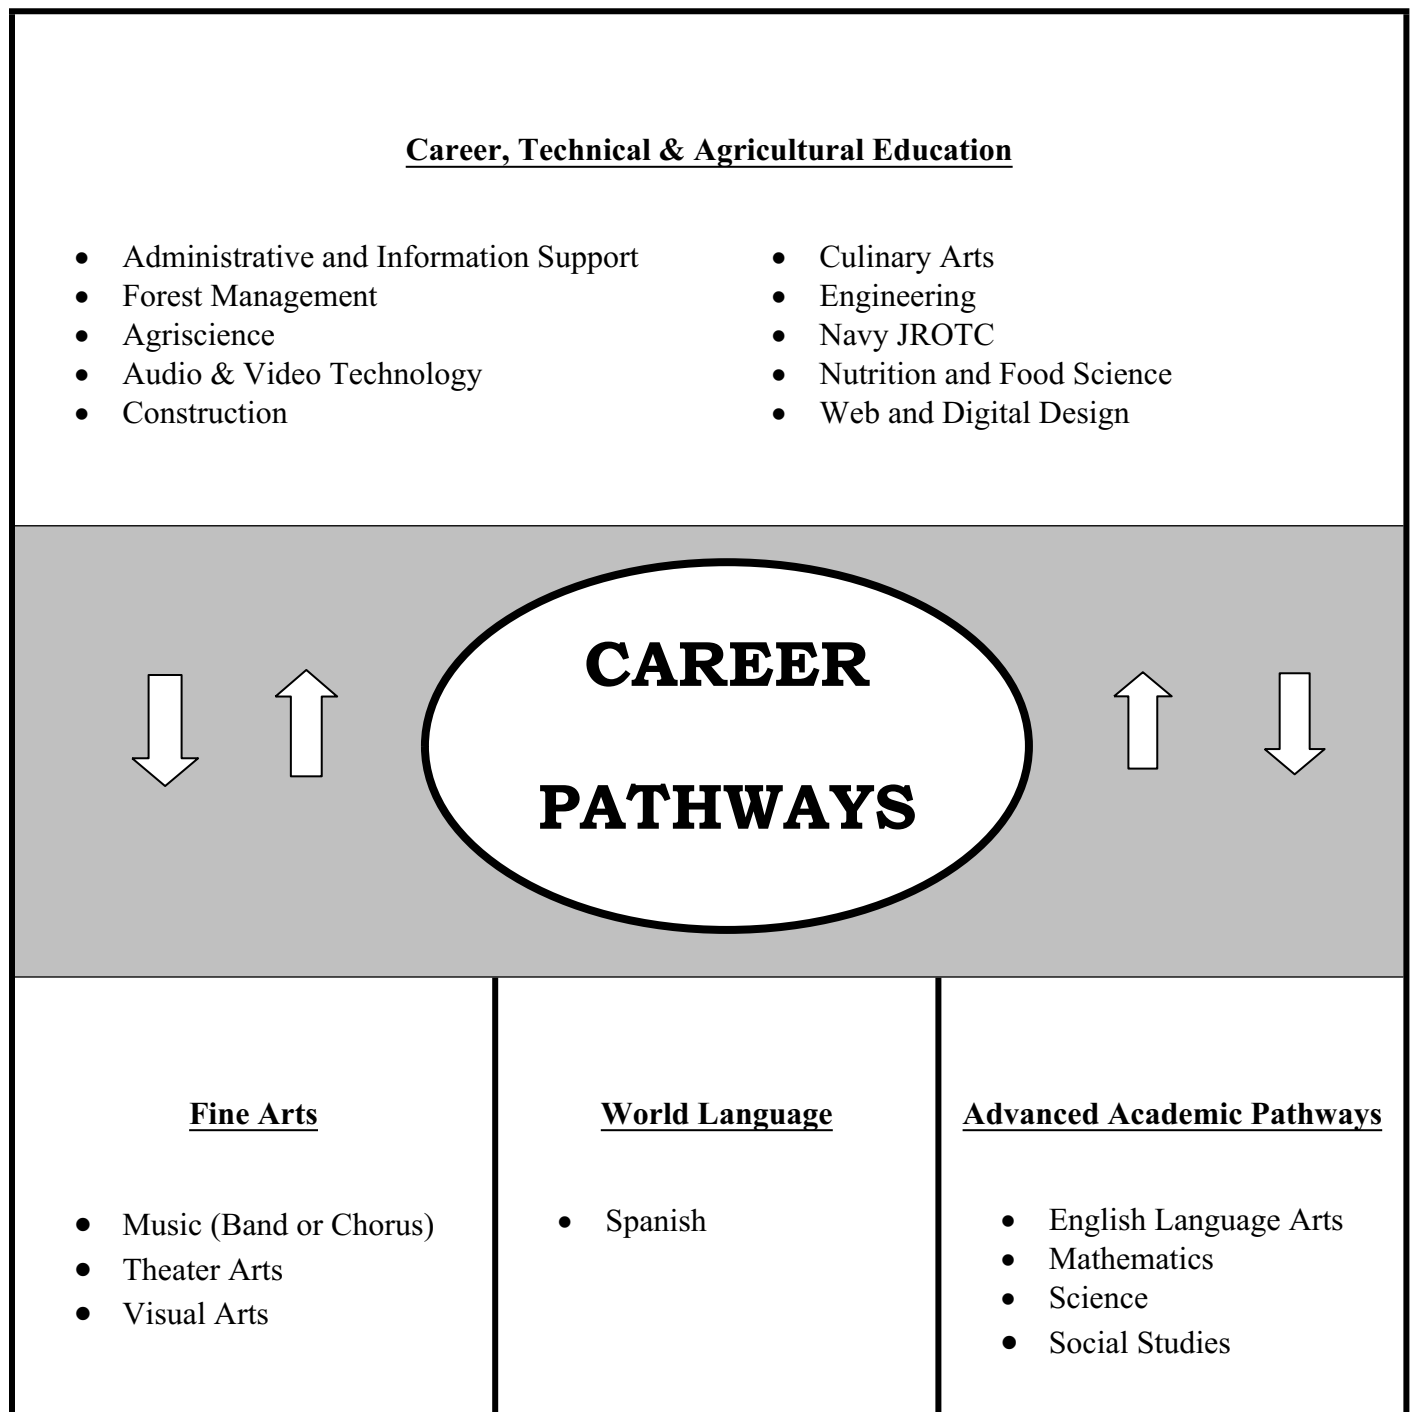 Career, Technical & Agricultural Education
• Administrative and Information Support
• Forest Management
• Agriscience
• Audio & Video Technology
• Construction
• Culinary Arts
• Engineering
• Navy JROTC
• Nutrition and Food Science
• Web and Digital Design
CAREER
PATHWAYS
Fine Arts
• Music (Band or Chorus)
• Theater Arts
• Visual Arts
World Language
• Spanish
Advanced Academic Pathways
• English Language Arts
• Mathematics
• Science
• Social Studies